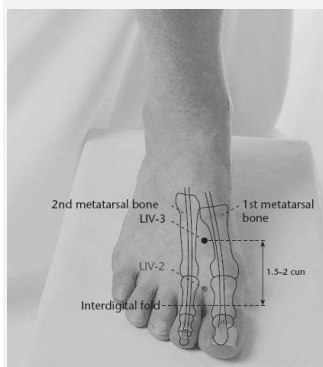 2nd metatarsal bone
1st metatarsal
bone
LIV-3
LIV-2
1.5–2 cun
Interdigital fold